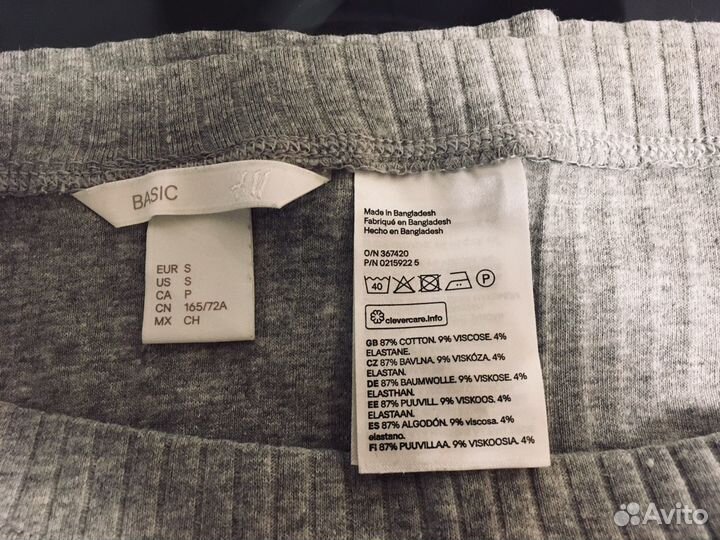 BASIC H&M
EUR S
US S
CA P
CN 165/72A
MX CH
Made in Bangladesh
Fabriqué en Bangladesh
Hecho en Bangladesh
O/N 367420
P/N 0215922 5
40 P
clevercare.info
GB 87% COTTON. 9% VISCOSE. 4%
ELASTANE.
CZ 87% BAVLNA. 9% VISKÓZA. 4%
ELASTAN.
DE 87% BAUMWOLLE. 9% VISKOSE. 4%
ELASTHAN.
EE 87% PUUVILL. 9% VISKOOS. 4%
ELASTAAN.
ES 87% ALGODÓN. 9% viscosa. 4%
elastano.
FI 87% PUUVILLAA. 9% VISKOOSIA. 4%
Avito